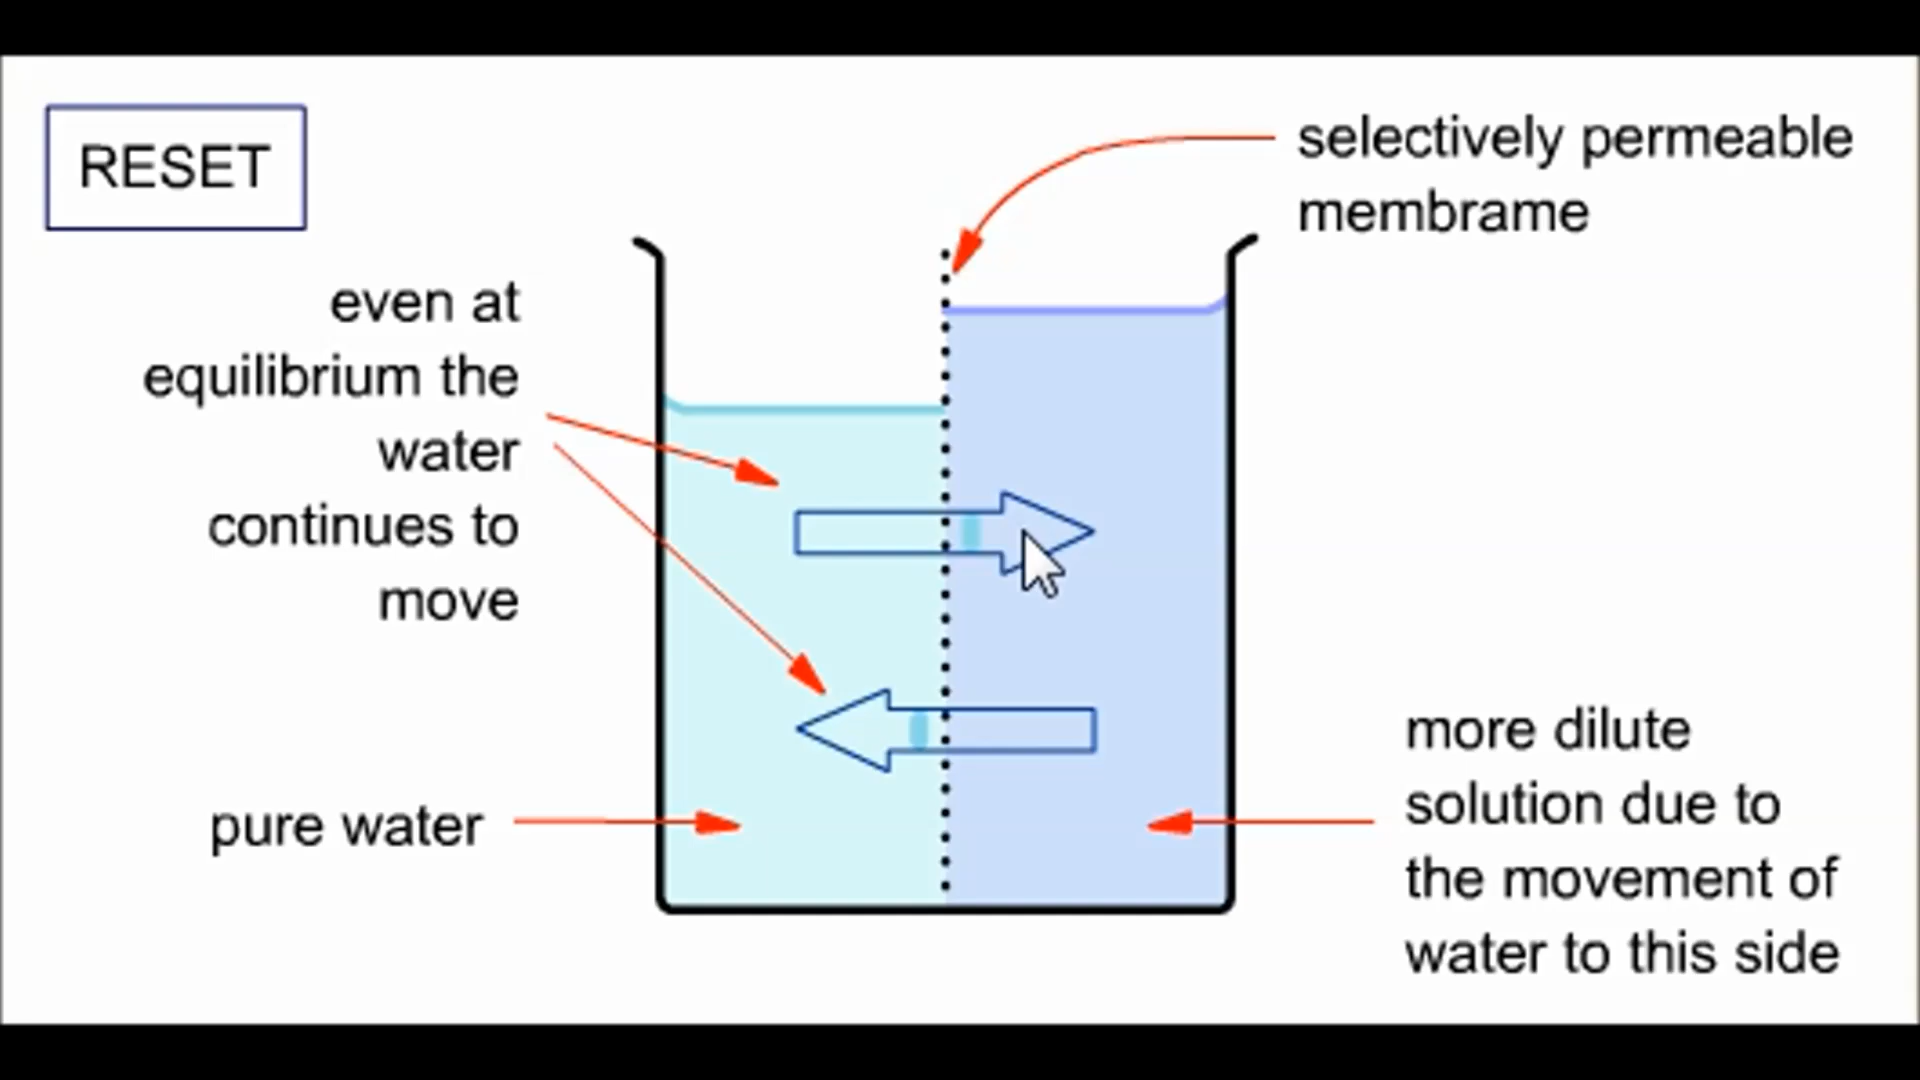 RESET
selectively permeable
membrame
even at
equilibrium the
water
continues to
move
pure water
more dilute
solution due to
the movement of
water to this side